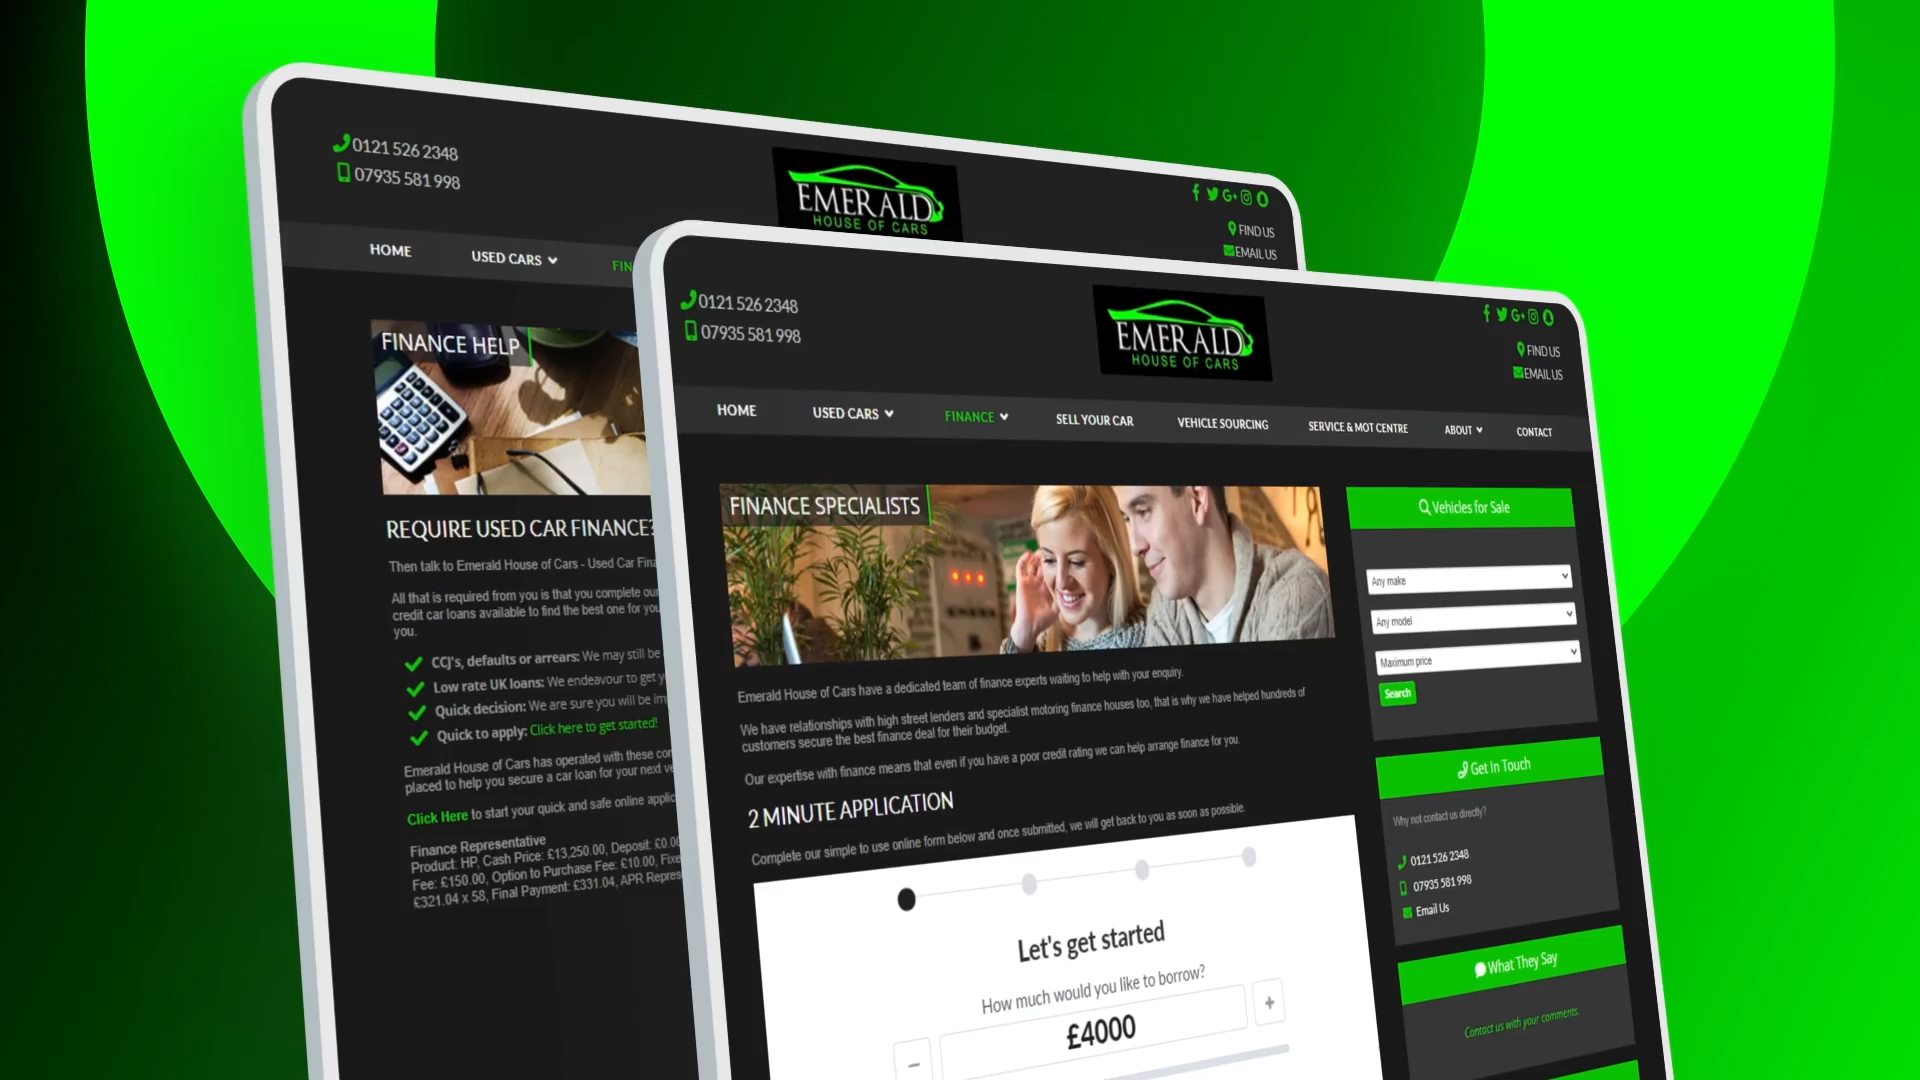 0121 526 2348
07935 581 998
EMERALD
HOUSE OF CARS
FIND US
EMAIL US
HOME
USED CARS
FIN
FINANCE HELP
REQUIRE USED CAR FINANCE?
Then talk to Emerald House of Cars - Used Car Fina
All that is required from you is that you complete our
credit car loans available to find the best one for you
you.
CCJ's, defaults or arrears: We may still be
Low rate UK loans: We endeavour to get y
Quick decision: We are sure you will be im
Quick to apply: Click here to get started!
Emerald House of Cars has operated with these con
placed to help you secure a car loan for your next ve
Click Here to start your quick and safe online applic
Finance Representative
Product: HP, Cash Price: £13,250.00, Deposit: £0.00
Fee: £150.00, Option to Purchase Fee: £10.00, Fixe
£321.04 x 58, Final Payment: £331.04, APR Repres
0121 526 2348
07935 581 998
EMERALD
HOUSE OF CARS
FIND US
EMAIL US
HOME
USED CARS
FINANCE
SELL YOUR CAR
VEHICLE SOURCING
SERVICE & MOT CENTRE
ABOUT
CONTACT
FINANCE SPECIALISTS
Emerald House of Cars have a dedicated team of finance experts waiting to help with your enquiry.
We have relationships with high street lenders and specialist motoring finance houses too, that is why we have helped hundreds of
customers secure the best finance deal for their budget.
Our expertise with finance means that even if you have a poor credit rating we can help arrange finance for you.
2 MINUTE APPLICATION
Complete our simple to use online form below and once submitted, we will get back to you as soon as possible.
Let's get started
How much would you like to borrow?
−
£4000
+
Vehicles for Sale
Any make
Any model
Maximum price
Search
Get In Touch
Why not contact us directly?
0121 526 2348
07935 581 998
Email Us
What They Say
Contact us with your comments.